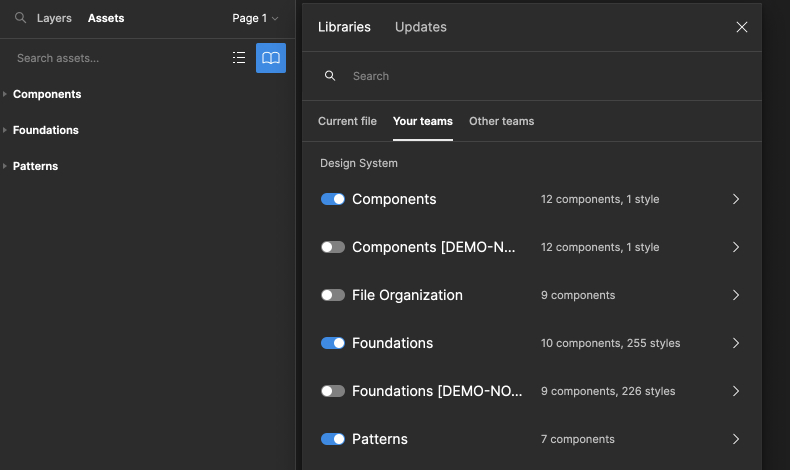 Layers Assets Page 1
Search assets...
Components
Foundations
Patterns
Libraries Updates
Search
Current file Your teams Other teams
Design System
Components 12 components, 1 style
Components [DEMO-N... 12 components, 1 style
File Organization 9 components
Foundations 10 components, 255 styles
Foundations [DEMO-NO... 9 components, 226 styles
Patterns 7 components